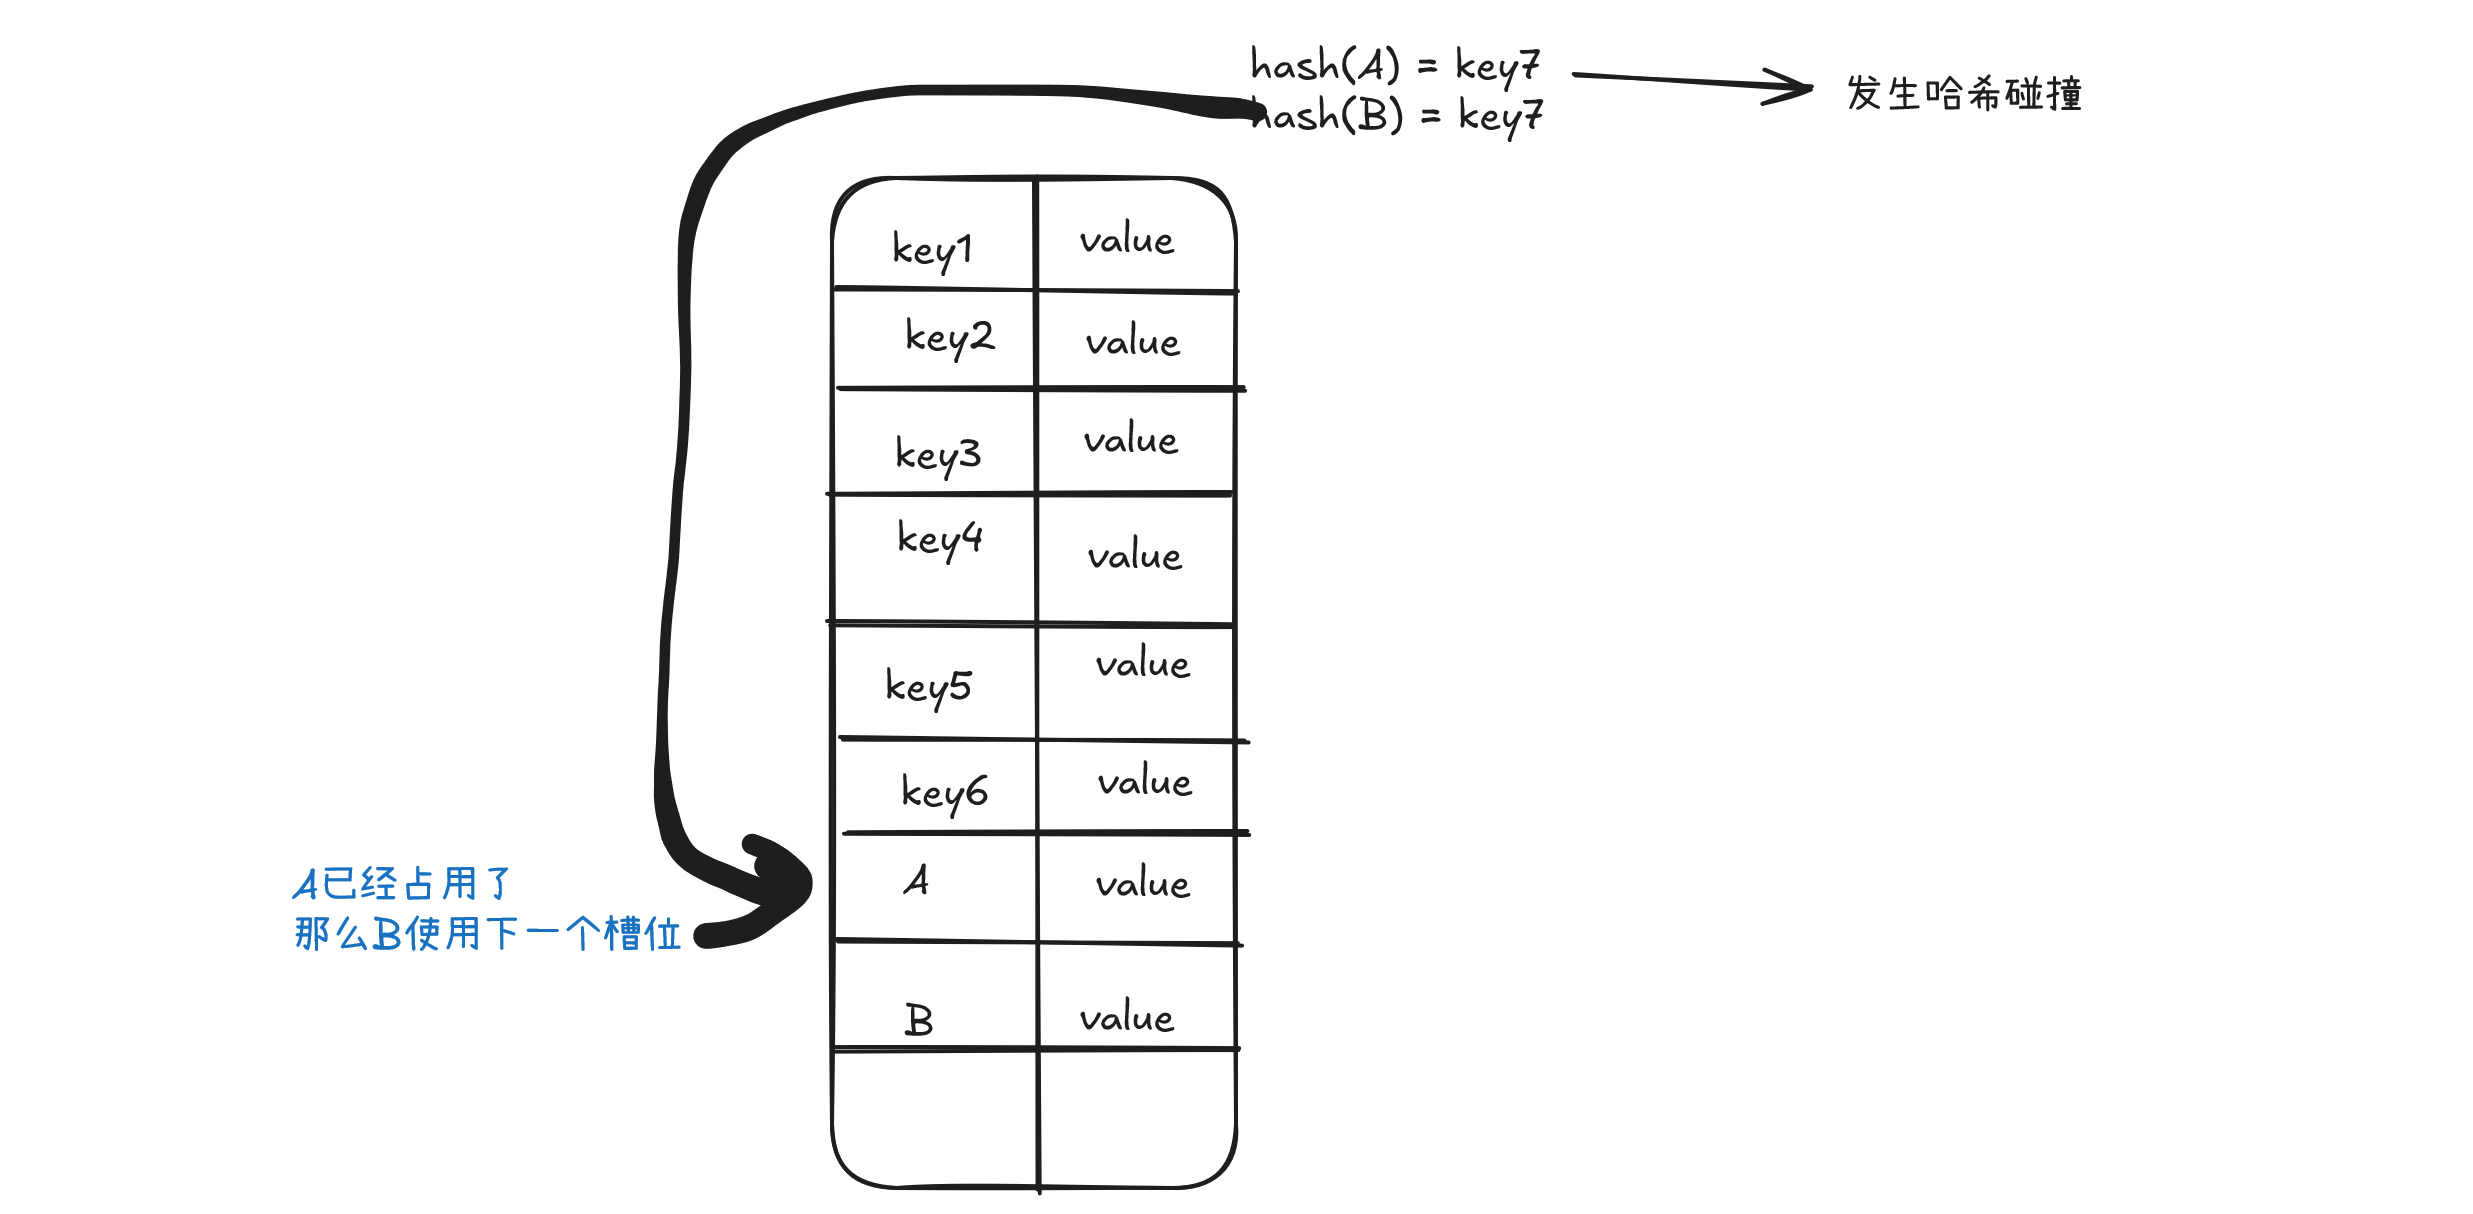 hash(A) = key7
hash(B) = key7
发生哈希碰撞
key1 value
key2 value
key3 value
key4 value
key5 value
key6 value
A value
B value
A已经占用了
那么B使用下一个槽位